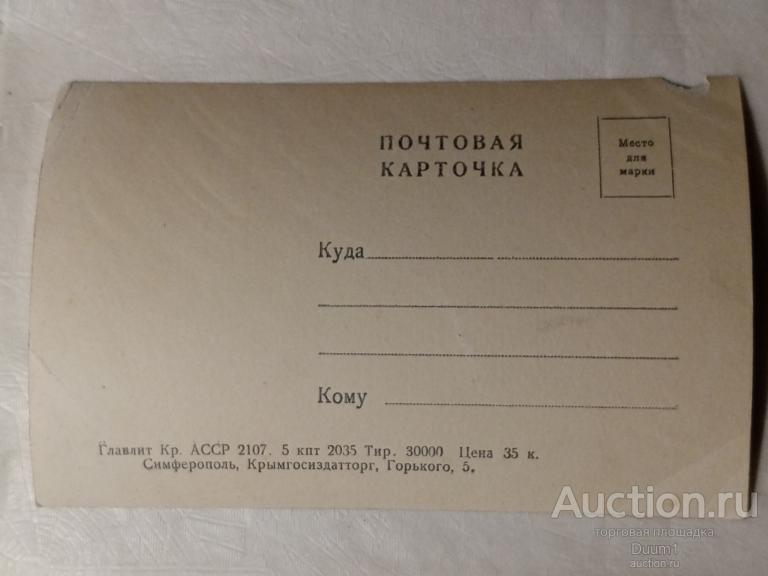 ПОЧТОВАЯ
КАРТОЧКА
Место
для
марки
Куда
Кому
Главлит Кр. АССР 2107. 5 кпт 2035 Тир. 30000 Цена 35 к.
Симферополь, Крымгосиздатторг, Горького, 5.
Auction.ru
торговая площадка
Duum1
auction.ru